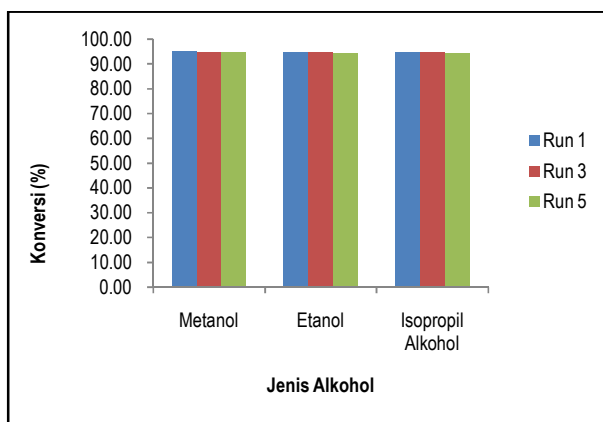 100.00
90.00
80.00
70.00
60.00
50.00
40.00
30.00
20.00
10.00
0.00
Konversi (%)
Metanol
Etanol
Isopropil
Alkohol
Jenis Alkohol
Run 1
Run 3
Run 5